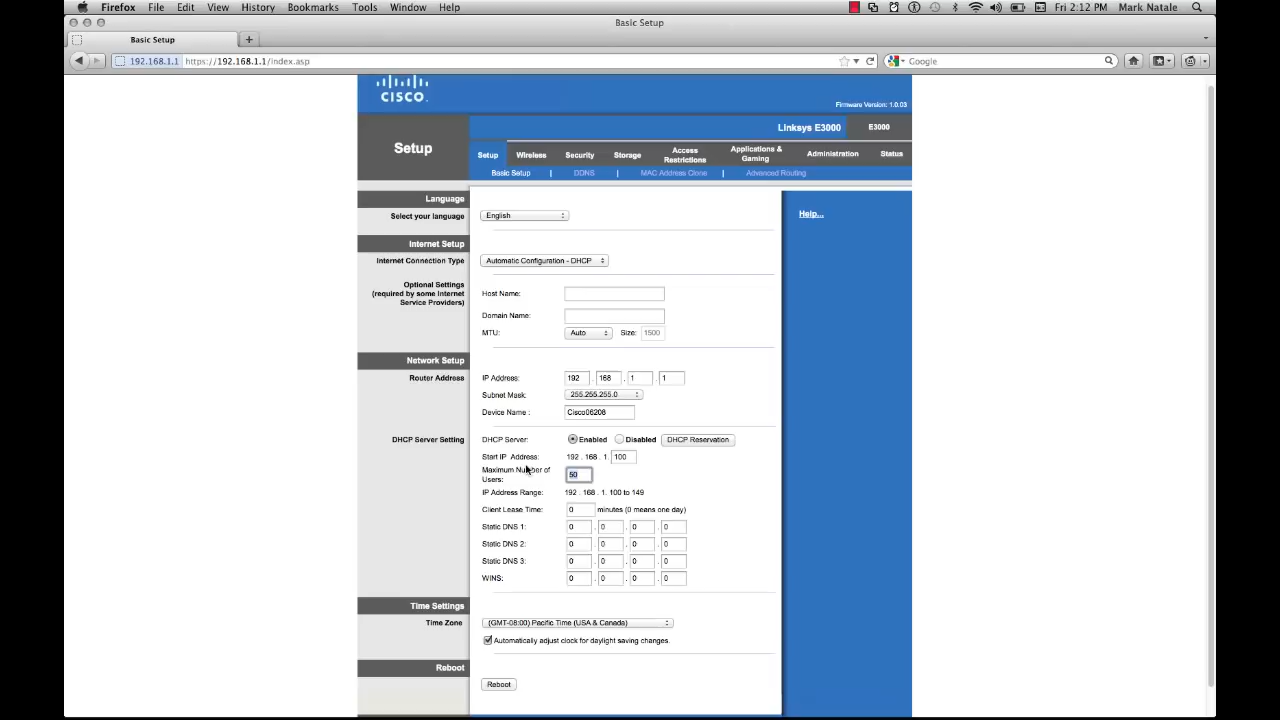 Firefox File Edit View History Bookmarks Tools Window Help Fri 2:12 PM Mark Natale
Basic Setup
Basic Setup
192.168.1.1 https://192.168.1.1/index.asp Google
CISCO.
Firmware Version: 1.0.03
Linksys E3000 E3000
Setup
Setup Wireless Security Storage Access Restrictions Applications & Gaming Administration Status
Basic Setup | DDNS | MAC Address Clone | Advanced Routing
Language
Select your language English
Help...
Internet Setup
Internet Connection Type Automatic Configuration - DHCP
Optional Settings
(required by some Internet
Service Providers)
Host Name:
Domain Name:
MTU: Auto Size: 1500
Network Setup
Router Address IP Address: 192 . 168 . 1 . 1
Subnet Mask: 255.255.255.0
Device Name : Cisco06208
DHCP Server Setting DHCP Server: Enabled Disabled DHCP Reservation
Start IP Address: 192 . 168 . 1. 100
Maximum Number of
Users: 50
IP Address Range: 192 . 168 . 1. 100 to 149
Client Lease Time: 0 minutes (0 means one day)
Static DNS 1: 0 . 0 . 0 . 0
Static DNS 2: 0 . 0 . 0 . 0
Static DNS 3: 0 . 0 . 0 . 0
WINS: 0 . 0 . 0 . 0
Time Settings
Time Zone (GMT-08:00) Pacific Time (USA & Canada)
Automatically adjust clock for daylight saving changes.
Reboot
Reboot